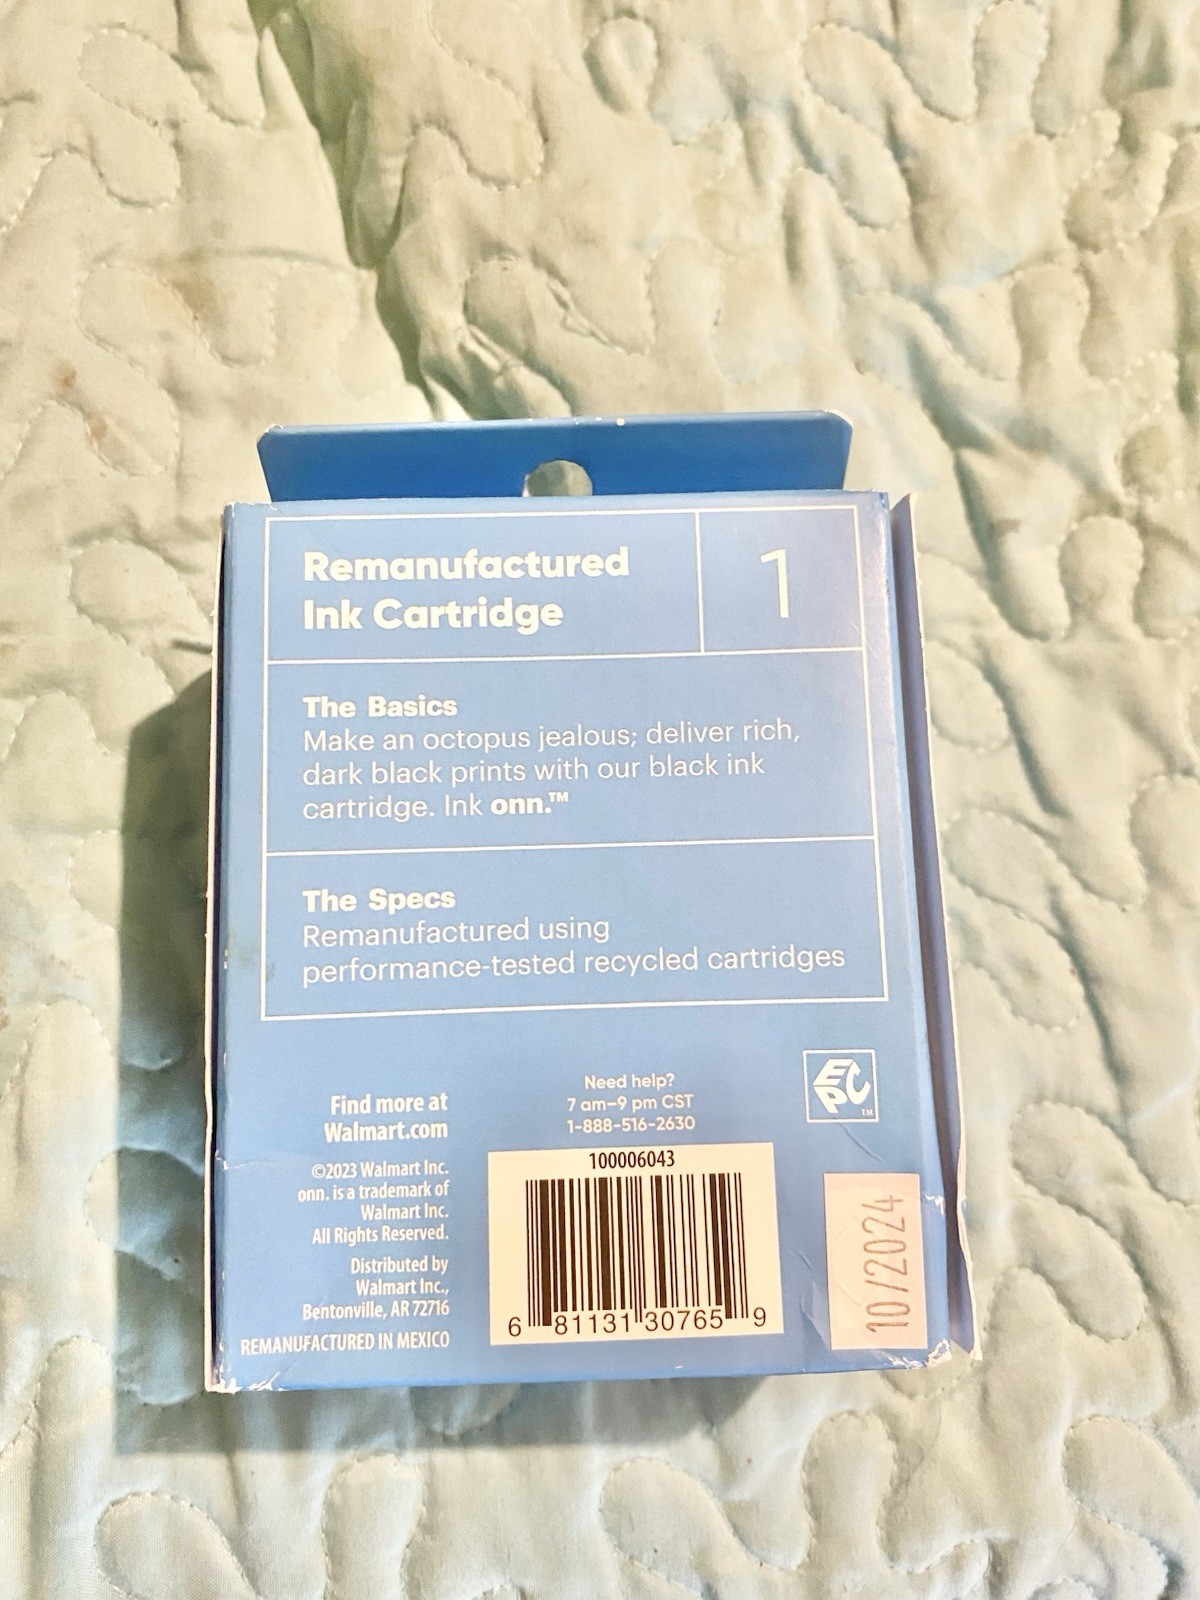 Remanufactured
Ink Cartridge
1
The Basics
Make an octopus jealous; deliver rich,
dark black prints with our black ink
cartridge. Ink onn.™
The Specs
Remanufactured using
performance-tested recycled cartridges
Find more at
Walmart.com
©2023 Walmart Inc.
onn. is a trademark of
Walmart Inc.
All Rights Reserved.
Distributed by
Walmart Inc.,
Bentonville, AR 72716
REMANUFACTURED IN MEXICO
Need help?
7 am–9 pm CST
1-888-516-2630
100006043
6 81131 30765 9
EPC
TM
10/2024